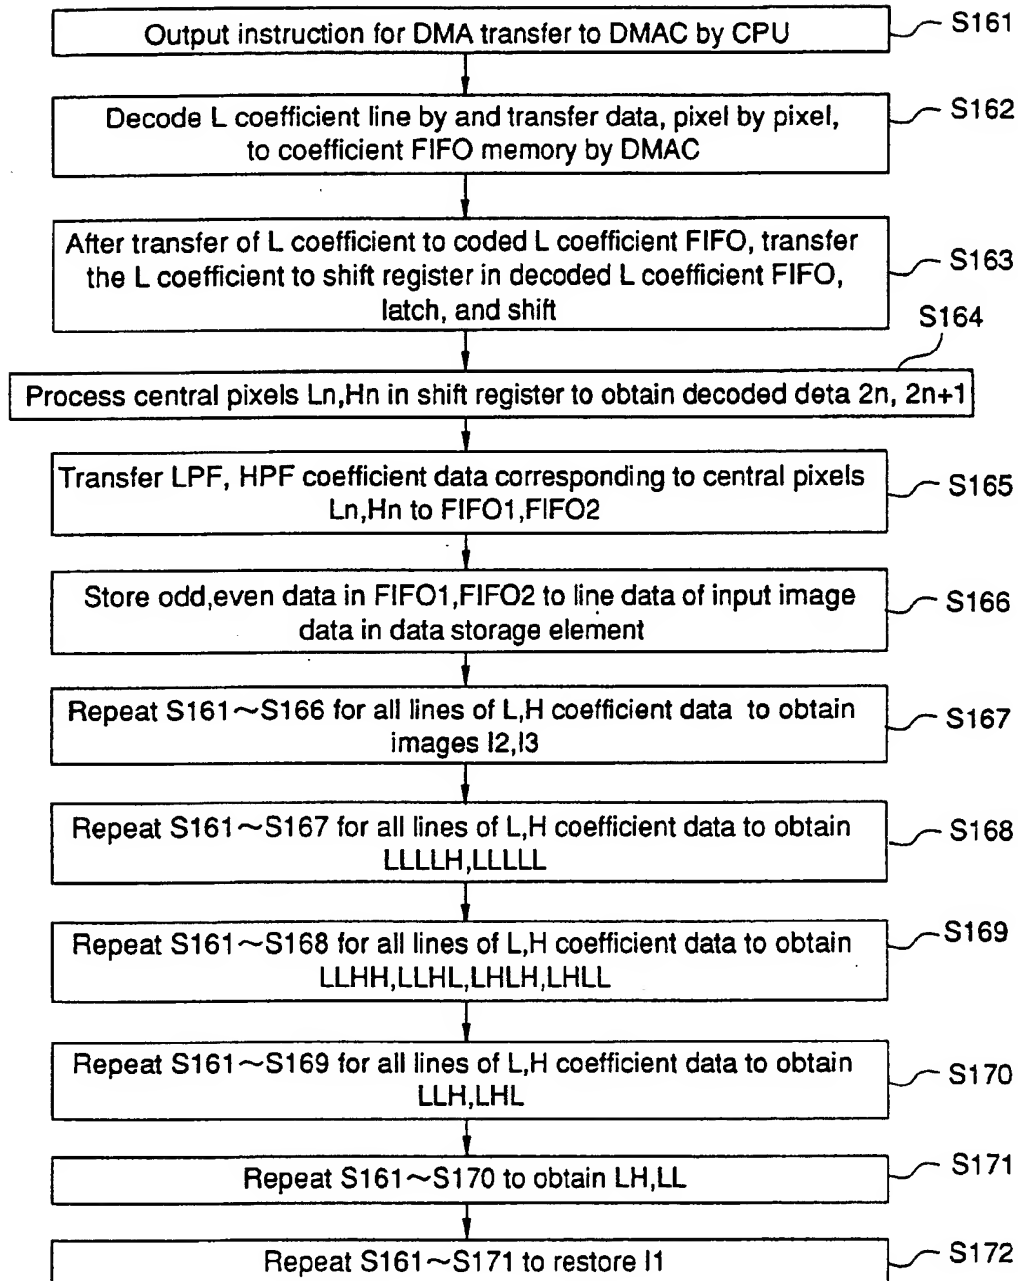 Output instruction for DMA transfer to DMAC by CPU
S161
Decode L coefficient line by and transfer data, pixel by pixel,
to coefficient FIFO memory by DMAC
S162
After transfer of L coefficient to coded L coefficient FIFO, transfer
the L coefficient to shift register in decoded L coefficient FIFO,
latch, and shift
S163
S164
Process central pixels Ln,Hn in shift register to obtain decoded deta 2n, 2n+1
Transfer LPF, HPF coefficient data corresponding to central pixels
Ln,Hn to FIFO1,FIFO2
S165
Store odd,even data in FIFO1,FIFO2 to line data of input image
data in data storage element
S166
Repeat S161~S166 for all lines of L,H coefficient data to obtain
images I2,I3
S167
Repeat S161~S167 for all lines of L,H coefficient data to obtain
LLLLH,LLLLL
S168
Repeat S161~S168 for all lines of L,H coefficient data to obtain
LLHH,LLHL,LHLH,LHLL
S169
Repeat S161~S169 for all lines of L,H coefficient data to obtain
LLH,LHL
S170
Repeat S161~S170 to obtain LH,LL
S171
Repeat S161~S171 to restore I1
S172